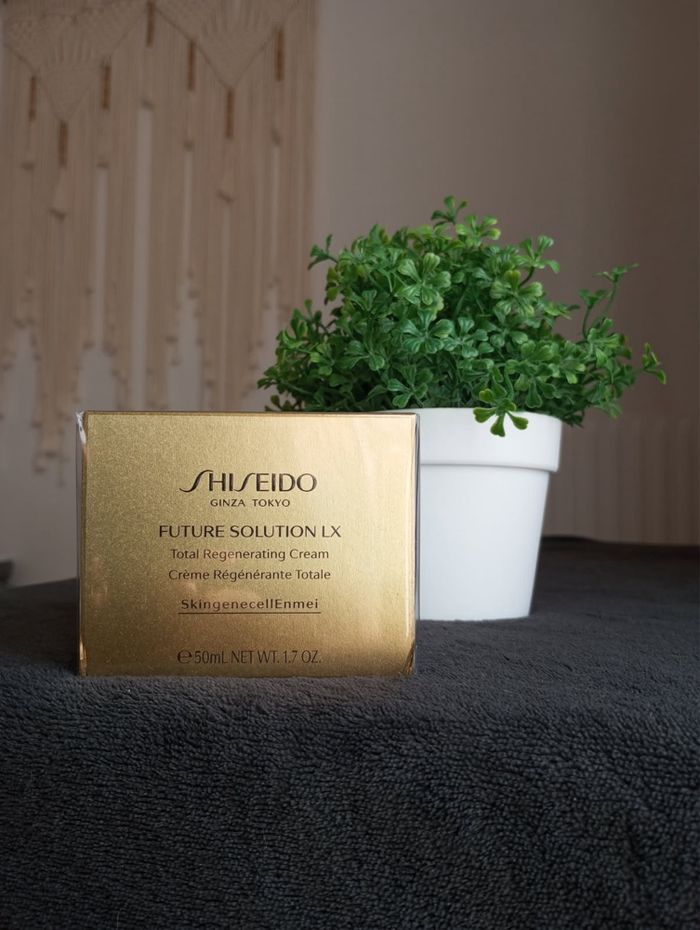 SHISEIDO
GINZA TOKYO
FUTURE SOLUTION LX
Total Regenerating Cream
Crème Régénérante Totale
SkingenecellEnmei
℮ 50mL NET WT. 1.7 OZ.